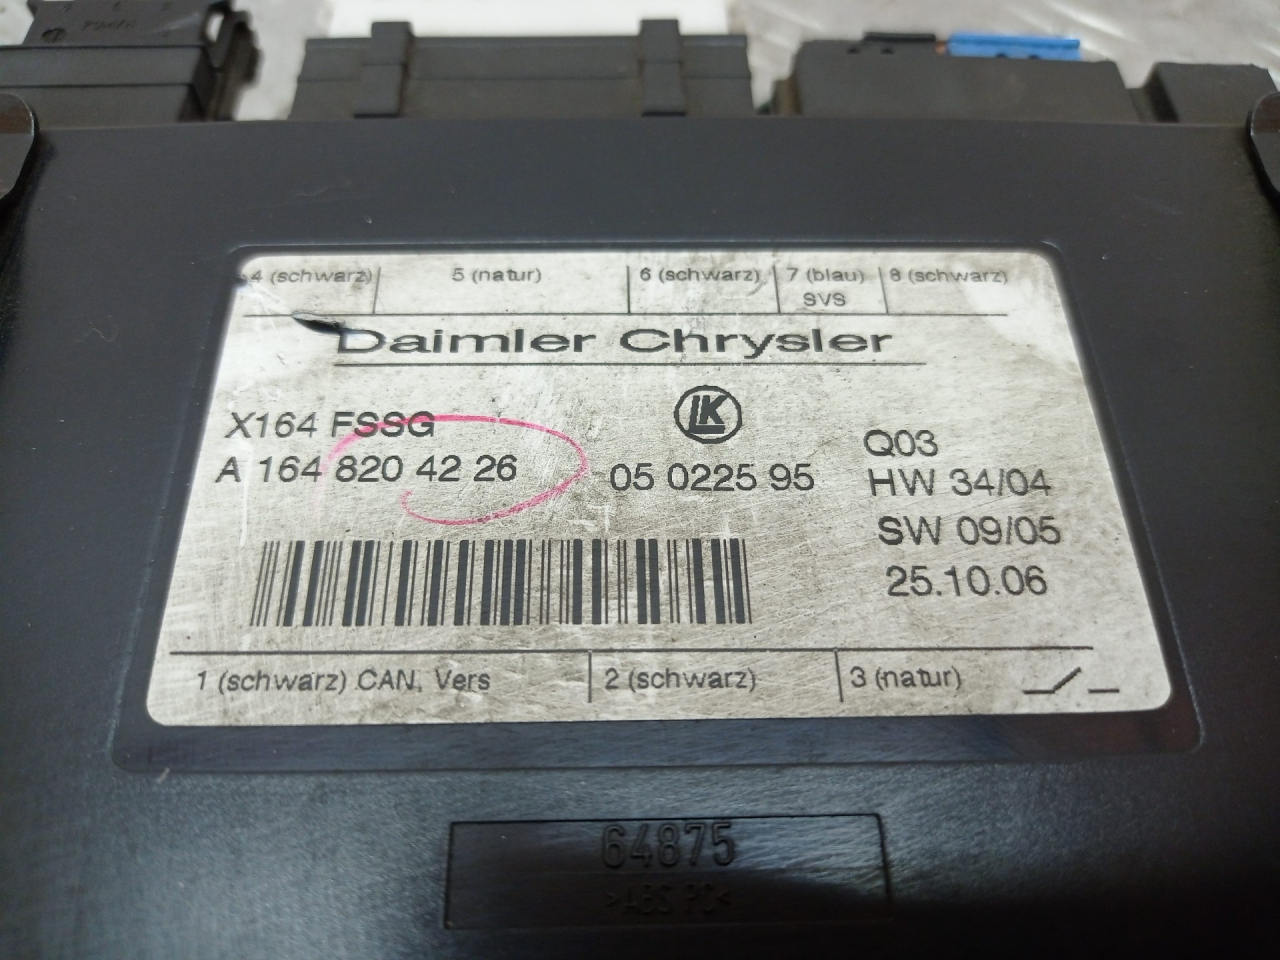 4 (schwarz) 5 (natur) 6 (schwarz) 7 (blau) 8 (schwarz)
SVS
Daimler Chrysler
LK
X164 FSSG
A 164 820 42 26
05 0225 95
Q03
HW 34/04
SW 09/05
25.10.06
1 (schwarz) CAN, Vers 2 (schwarz) 3 (natur)
64875
>ABS PC<